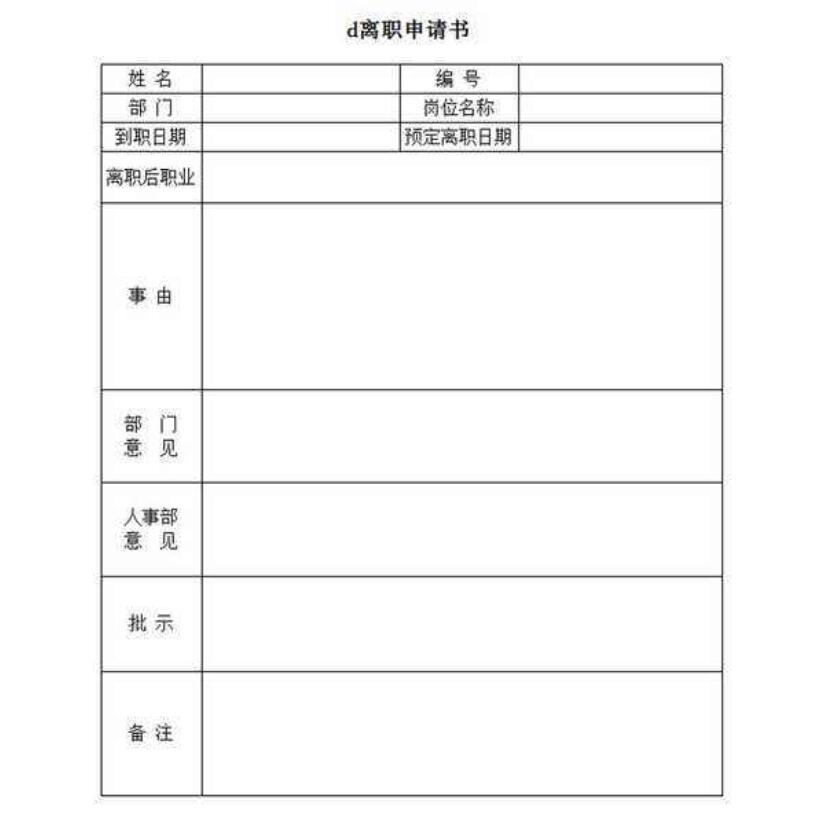 d离职申请书
姓 名 编 号
部 门 岗位名称
到职日期 预定离职日期
离职后职业
事 由
部 门
意 见
人事部
意 见
批 示
备 注